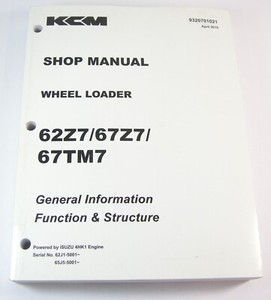 KCM
93207S1021
April 2012
SHOP MANUAL
WHEEL LOADER
62Z7/67Z7/
67TM7
General Information
Function & Structure
Powered by ISUZU 4HK1 Engine
Serial No. 62J1-5001~
65J5-5001~